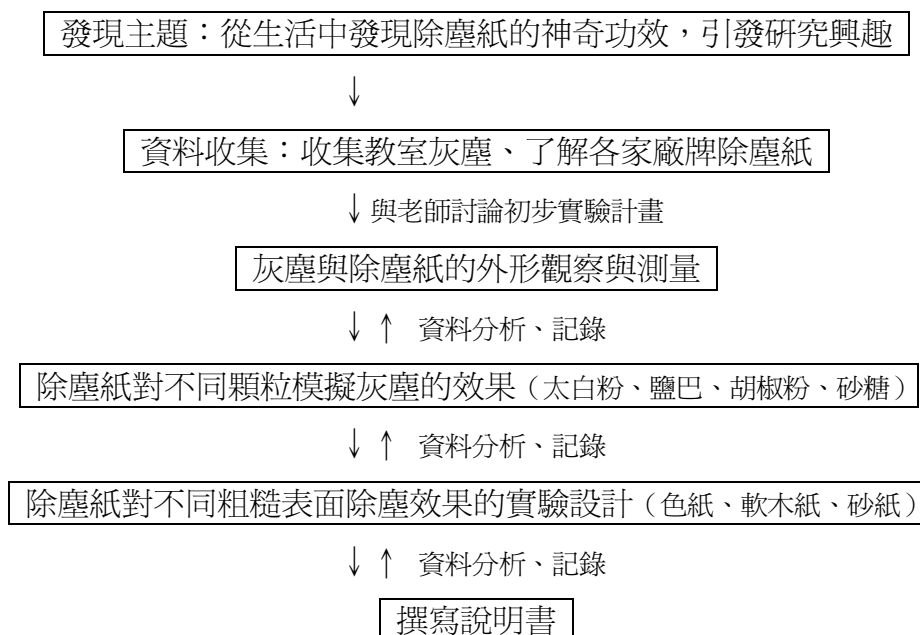 發現主題：從生活中發現除塵紙的神奇功效，引發研究興趣
↓
資料收集：收集教室灰塵、了解各家廠牌除塵紙
↓與老師討論初步實驗計畫
灰塵與除塵紙的外形觀察與測量
↓ ↑ 資料分析、記錄
除塵紙對不同顆粒模擬灰塵的效果（太白粉、鹽巴、胡椒粉、砂糖）
↓ ↑ 資料分析、記錄
除塵紙對不同粗糙表面除塵效果的實驗設計（色紙、軟木紙、砂紙）
↓ ↑ 資料分析、記錄
撰寫說明書